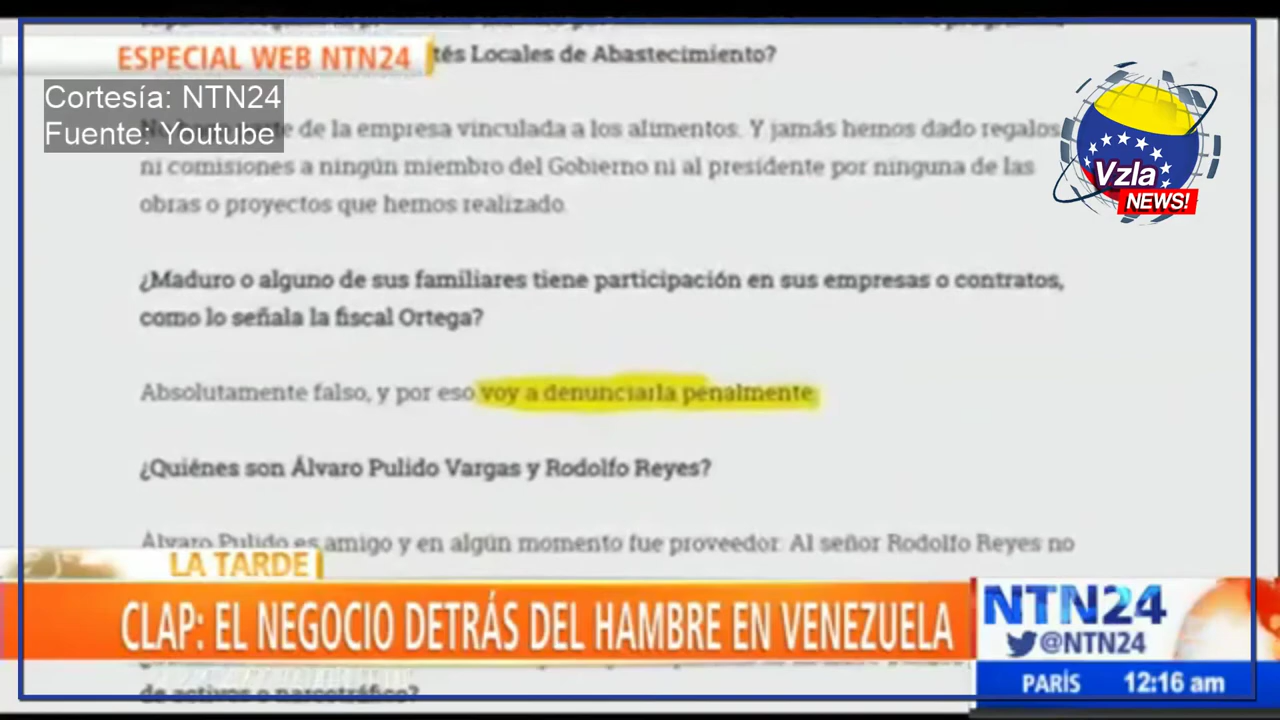 ESPECIAL WEB NTN24
tés Locales de Abastecimiento?
Cortesía: NTN24
Fuente: Youtube
de la empresa vinculada a los alimentos. Y jamás hemos dado regalos
ni comisiones a ningún miembro del Gobierno ni al presidente por ninguna de las
obras o proyectos que hemos realizado.
Vzla
NEWS!
¿Maduro o alguno de sus familiares tiene participación en sus empresas o contratos,
como lo señala la fiscal Ortega?
Absolutamente falso, y por eso voy a denunciarla penalmente.
¿Quiénes son Álvaro Pulido Vargas y Rodolfo Reyes?
Álvaro Pulido es amigo y en algún momento fue proveedor. Al señor Rodolfo Reyes no
LA TARDE
CLAP: EL NEGOCIO DETRÁS DEL HAMBRE EN VENEZUELA
NTN24
@NTN24
PARÍS 12:16 am
de activos o narcotráfico?